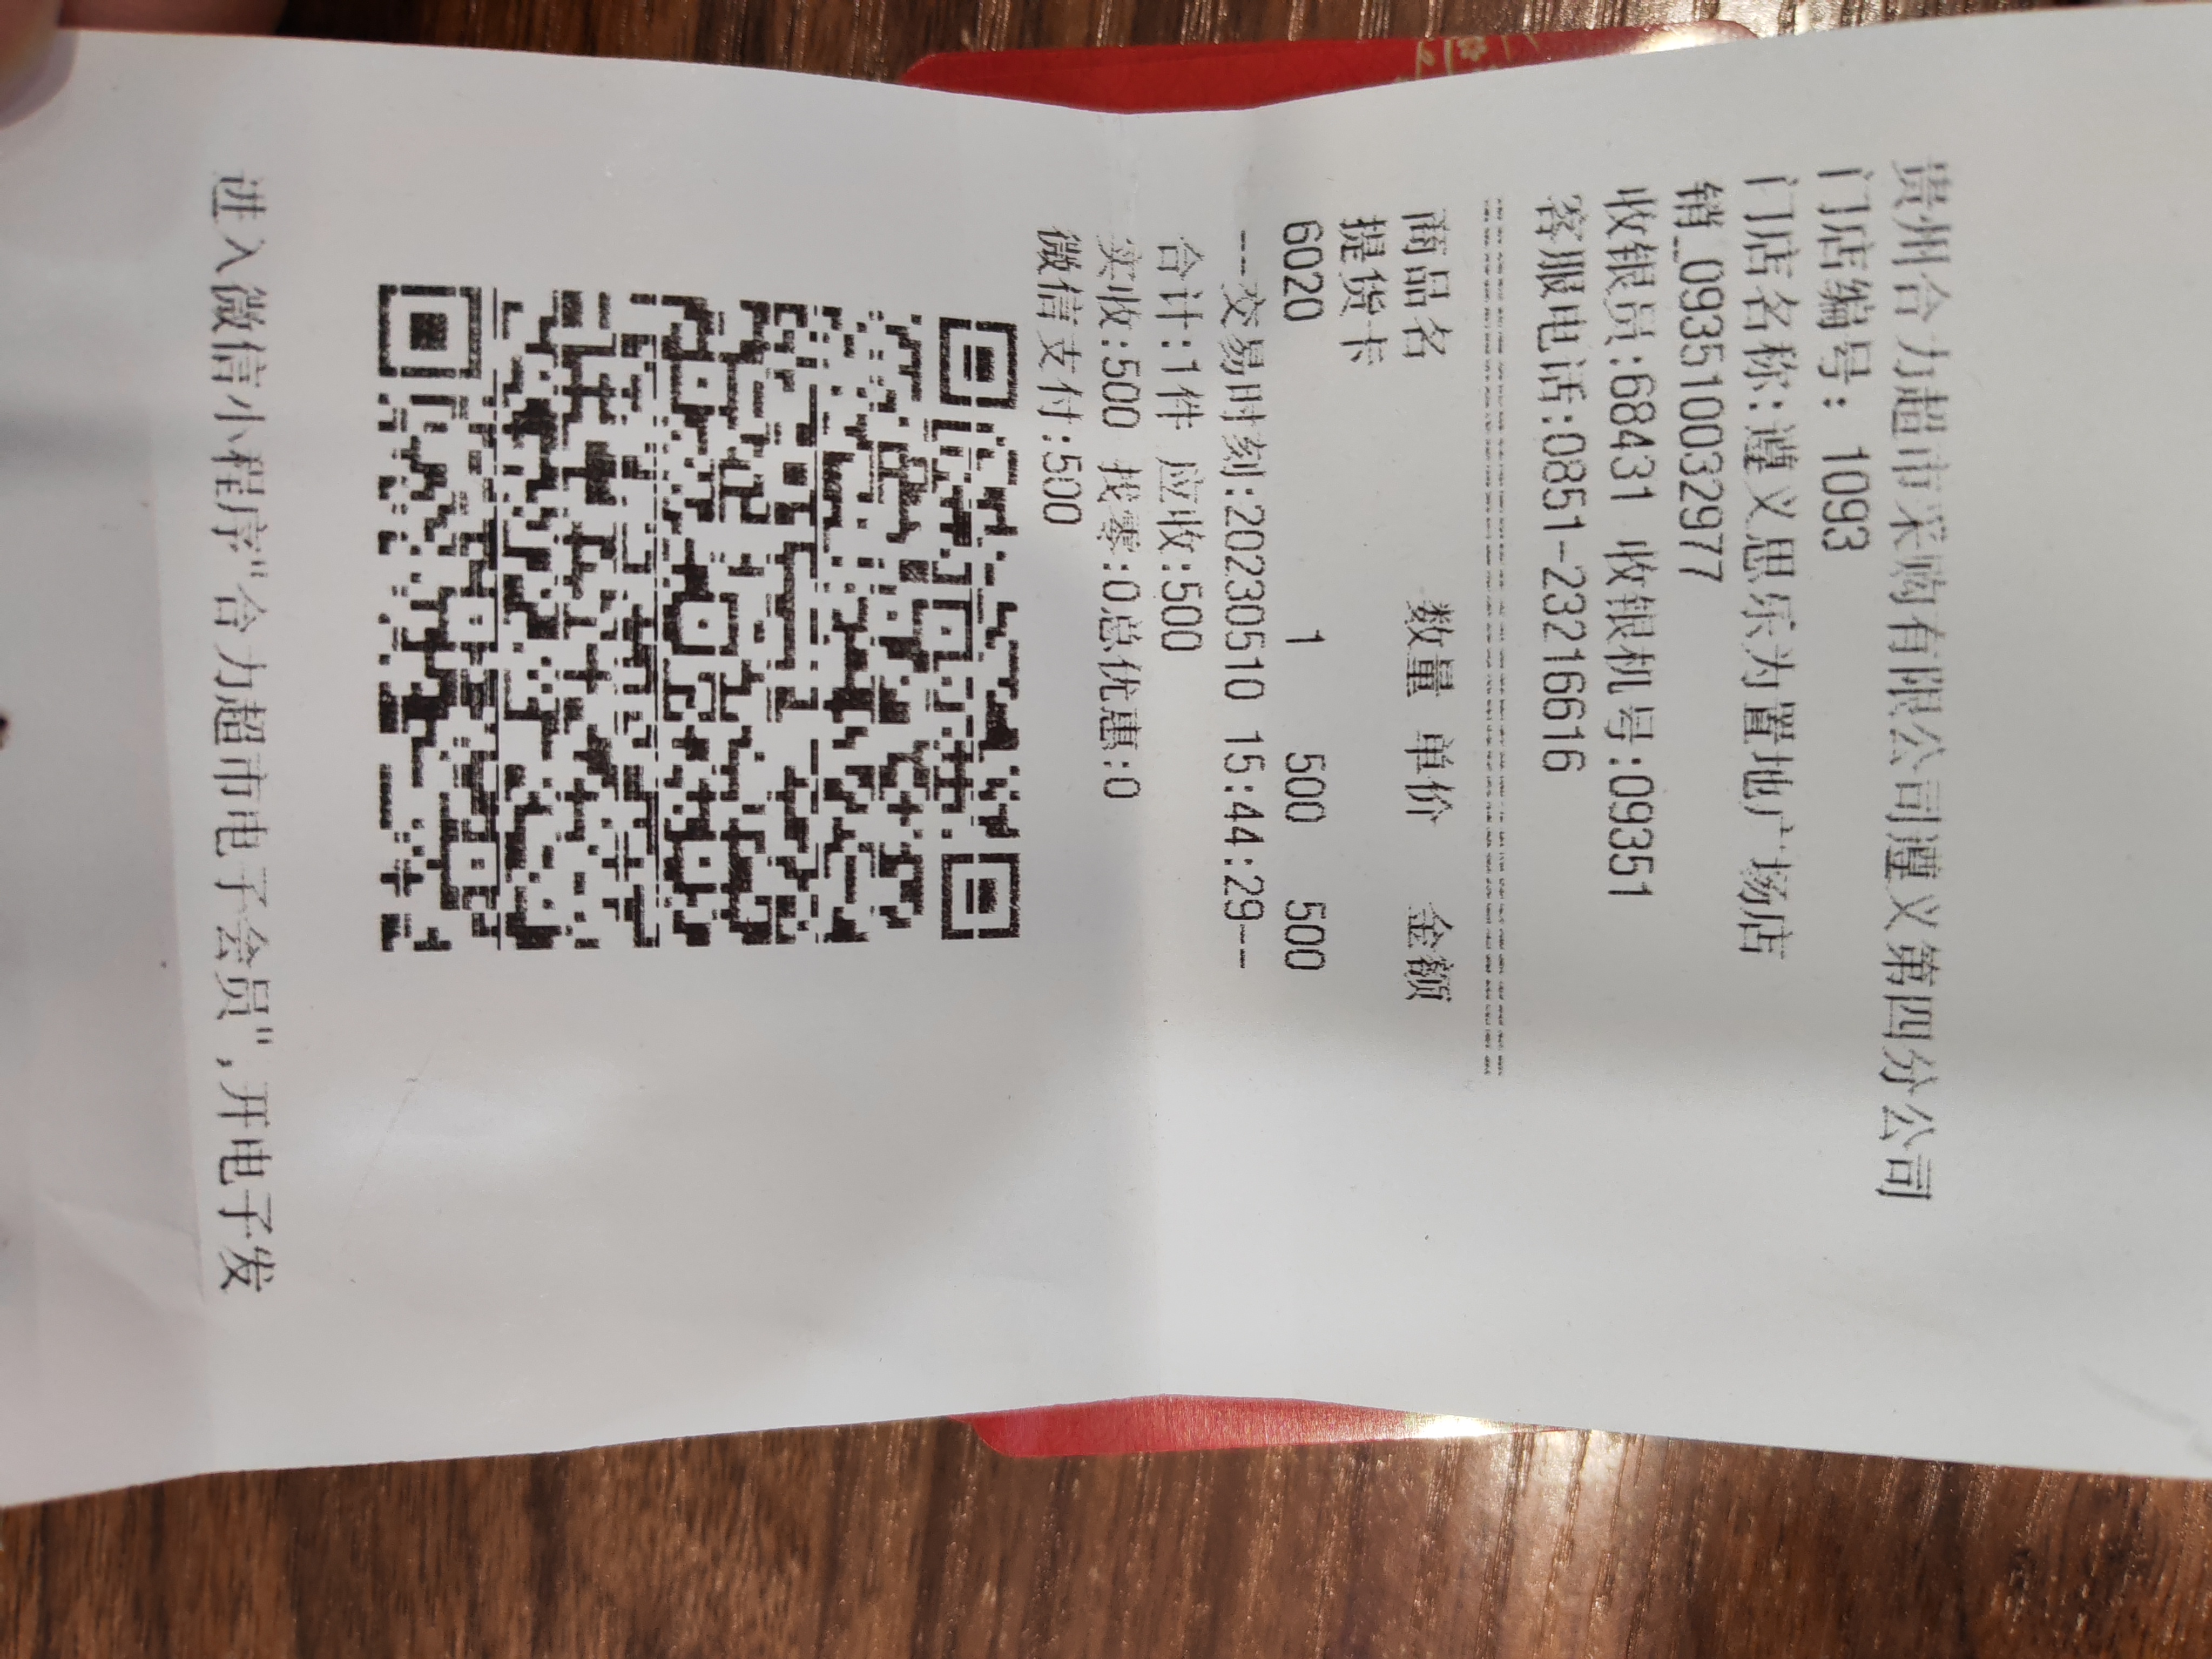 贵州合力超市采购有限公司遵义第四分公司
门店编号: 1093
门店名称:遵义思乐为置地广场店
销_093510032977
收银员:68431 收银机号:09351
客服电话:0851-23216616
商品名 数量 单价 金额
提货卡
6020 1 500 500
--交易时刻:20230510 15:44:29--
合计:1件 应收:500
实收:500 找零:0总优惠:0
微信支付:500
进入微信小程序"合力超市电子会员",开电子发